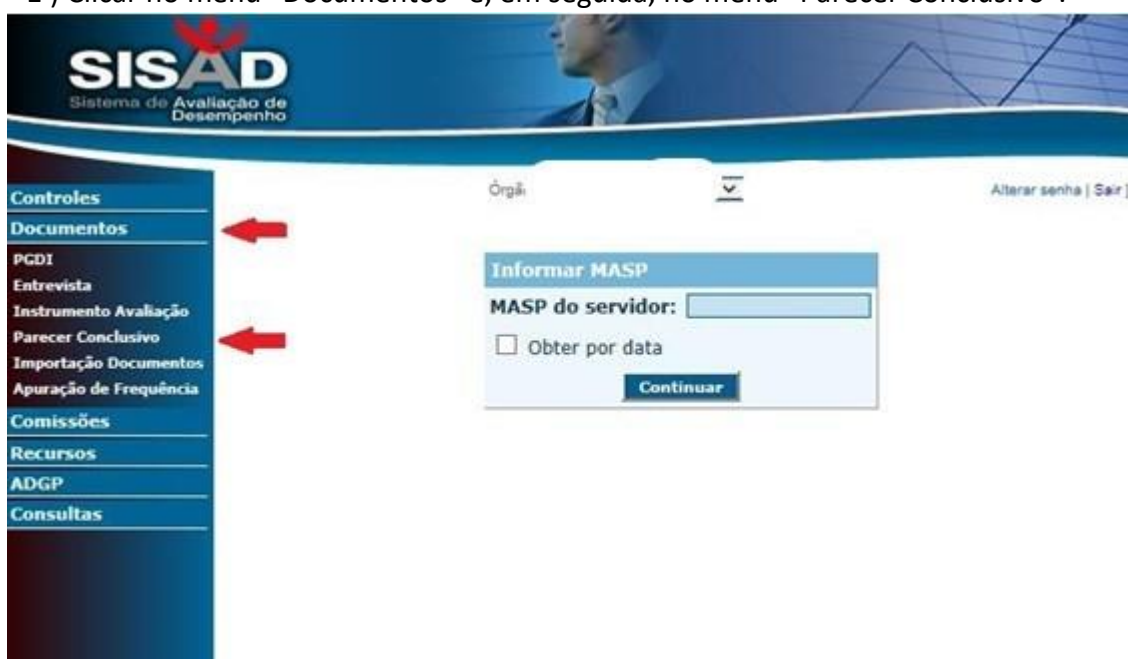 1 ) Clicar no menu "Documentos" e, em seguida, no menu "Parecer Conclusivo".
SISAD
Sistema de Avaliação de
Desempenho
Órgã
Alterar senha | Sair ]
Controles
Documentos
PGDI
Entrevista
Instrumento Avaliação
Parecer Conclusivo
Importação Documentos
Apuração de Frequência
Comissões
Recursos
ADGP
Consultas
Informar MASP
MASP do servidor:
Obter por data
Continuar